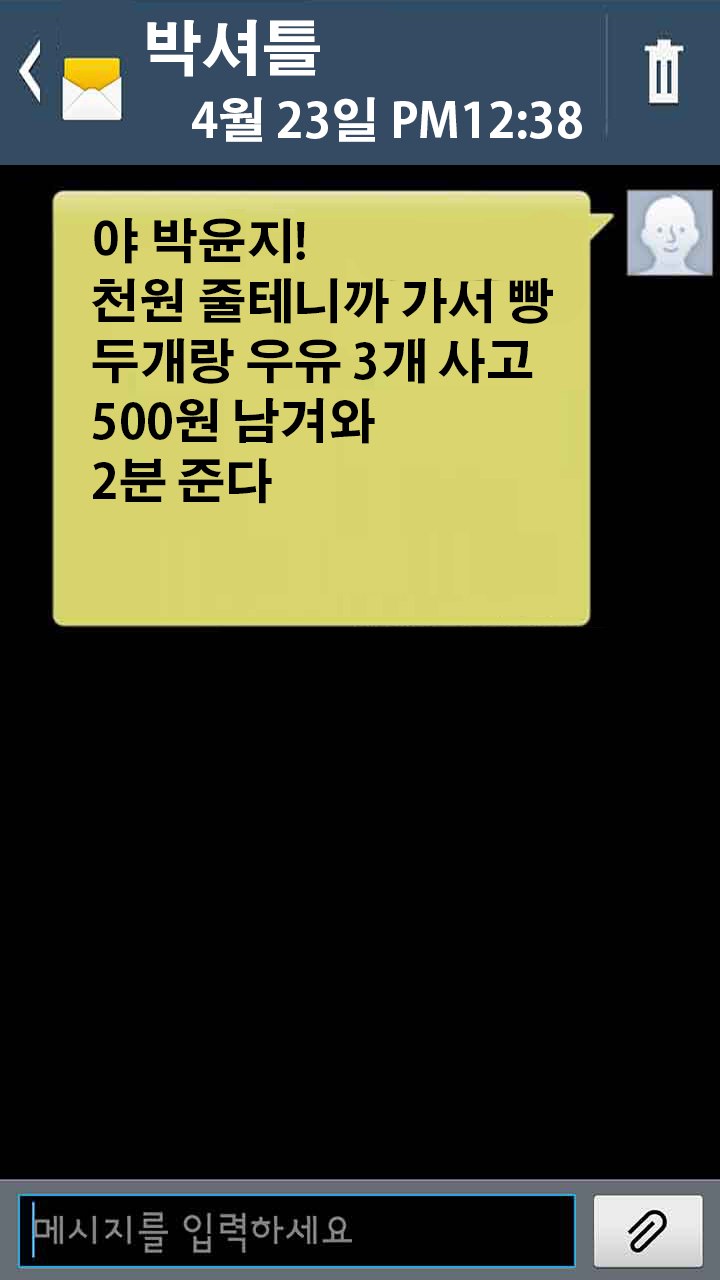 박셔틀
4월 23일 PM12:38
야 박윤지!
천원 줄테니까 가서 빵
두개랑 우유 3개 사고
500원 남겨와
2분 준다
메시지를 입력하세요